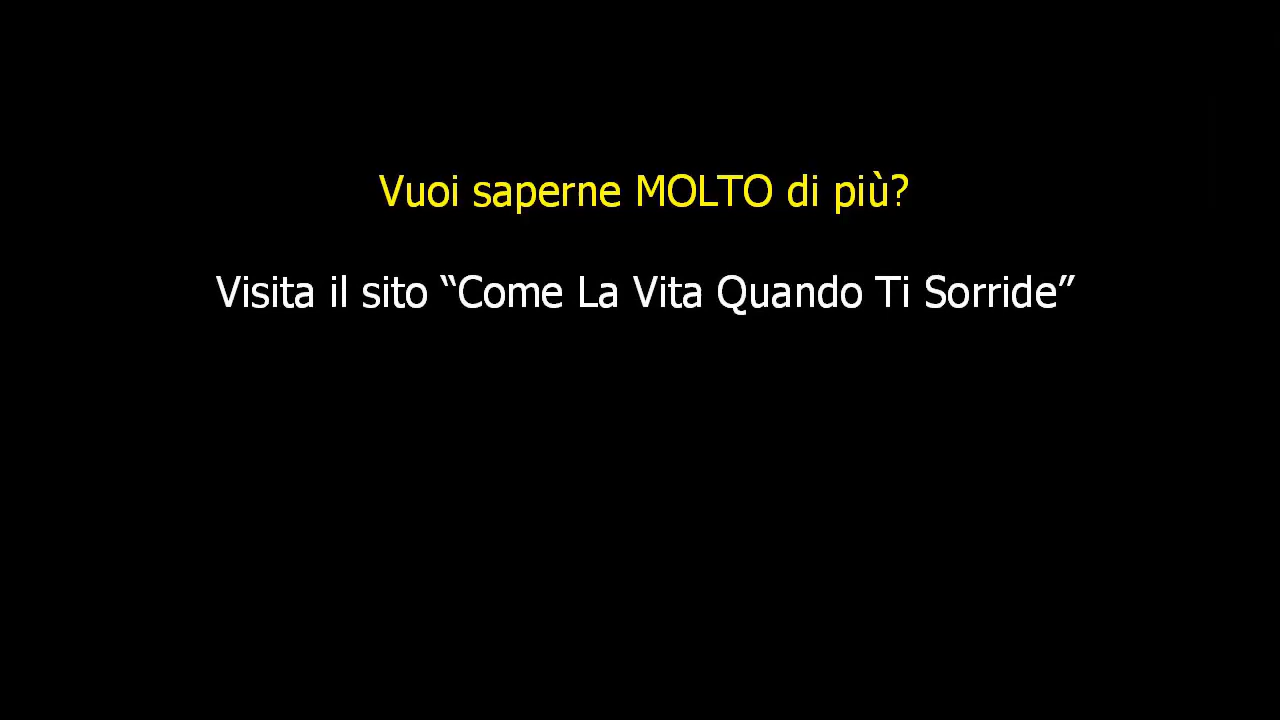 Vuoi saperne MOLTO di più?
Visita il sito “Come La Vita Quando Ti Sorride”